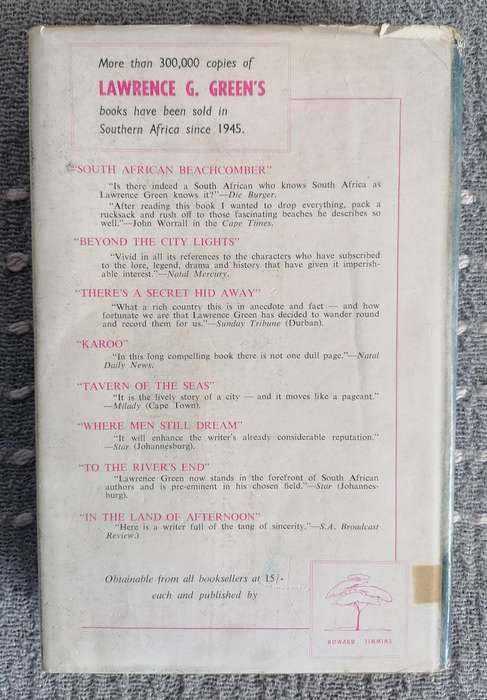 More than 300,000 copies of
LAWRENCE G. GREEN'S
books have been sold in
Southern Africa since 1945.
"SOUTH AFRICAN BEACHCOMBER"
"Is there indeed a South African who knows South Africa as
Lawrence Green knows it?"—Die Burger.
"After reading this book I wanted to drop everything, pack a
rucksack and rush off to those fascinating beaches he describes so
well."—John Worrall in the Cape Times.
"BEYOND THE CITY LIGHTS"
"Vivid in all its references to the characters who have subscribed
to the lore, legend, drama and history that have given it imperish-
able interest."—Natal Mercury.
"THERE'S A SECRET HID AWAY"
"What a rich country this is in anecdote and fact — and how
fortunate we are that Lawrence Green has decided to wander round
and record them for us."—Sunday Tribune (Durban).
"KAROO"
"In this long compelling book there is not one dull page."—Natal
Daily News.
"TAVERN OF THE SEAS"
"It is the lively story of a city — and it moves like a pageant."
—Milady (Cape Town).
"WHERE MEN STILL DREAM"
"It will enhance the writer's already considerable reputation."
—Star (Johannesburg).
"TO THE RIVER'S END"
"Lawrence Green now stands in the forefront of South African
authors and is pre-eminent in his chosen field."—Star (Johannes-
burg).
"IN THE LAND OF AFTERNOON"
"Here is a writer full of the tang of sincerity."—S.A. Broadcast
Review.)
Obtainable from all booksellers at 15/-
each and published by
HOWARD TIMMINS